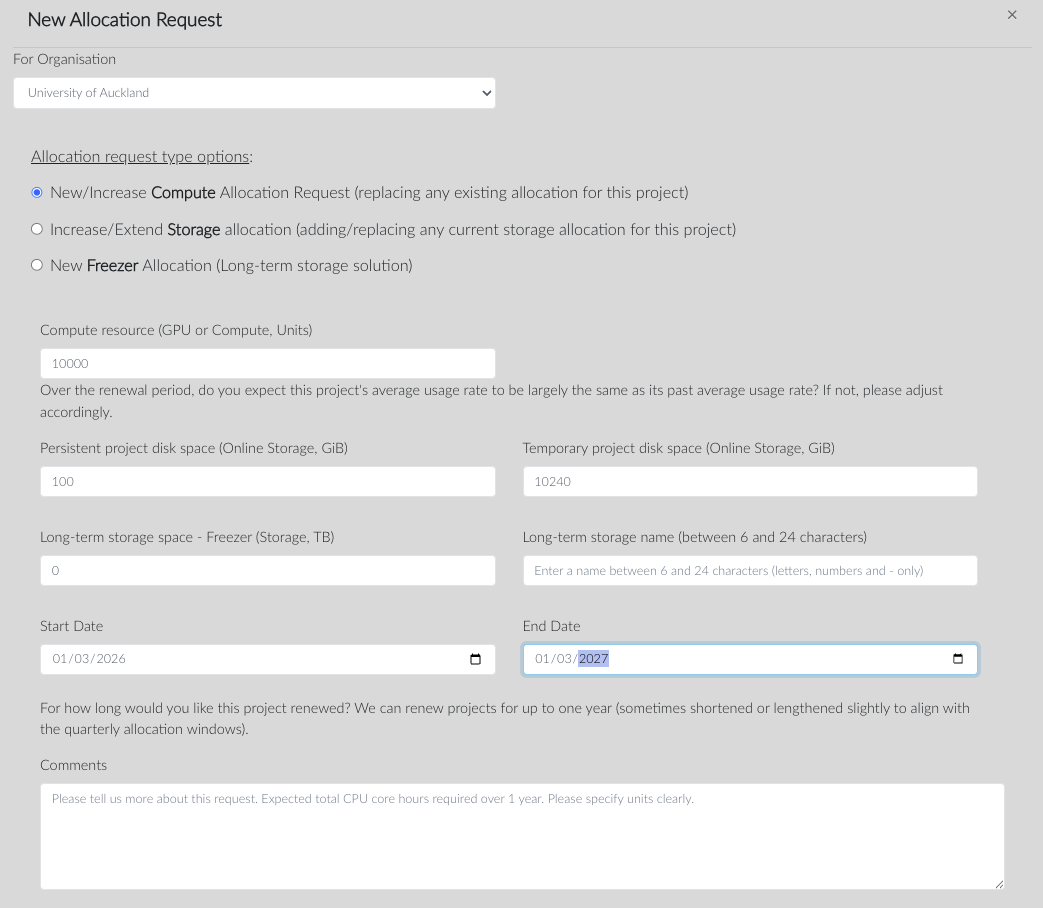 New Allocation Request
×
For Organisation
University of Auckland
Allocation request type options:
New/Increase Compute Allocation Request (replacing any existing allocation for this project)
Increase/Extend Storage allocation (adding/replacing any current storage allocation for this project)
New Freezer Allocation (Long-term storage solution)
Compute resource (GPU or Compute, Units)
10000
Over the renewal period, do you expect this project's average usage rate to be largely the same as its past average usage rate? If not, please adjust
accordingly.
Persistent project disk space (Online Storage, GiB)
100
Temporary project disk space (Online Storage, GiB)
10240
Long-term storage space - Freezer (Storage, TB)
0
Long-term storage name (between 6 and 24 characters)
Enter a name between 6 and 24 characters (letters, numbers and - only)
Start Date
01/03/2026
End Date
01/03/2027
For how long would you like this project renewed? We can renew projects for up to one year (sometimes shortened or lengthened slightly to align with
the quarterly allocation windows).
Comments
Please tell us more about this request. Expected total CPU core hours required over 1 year. Please specify units clearly.